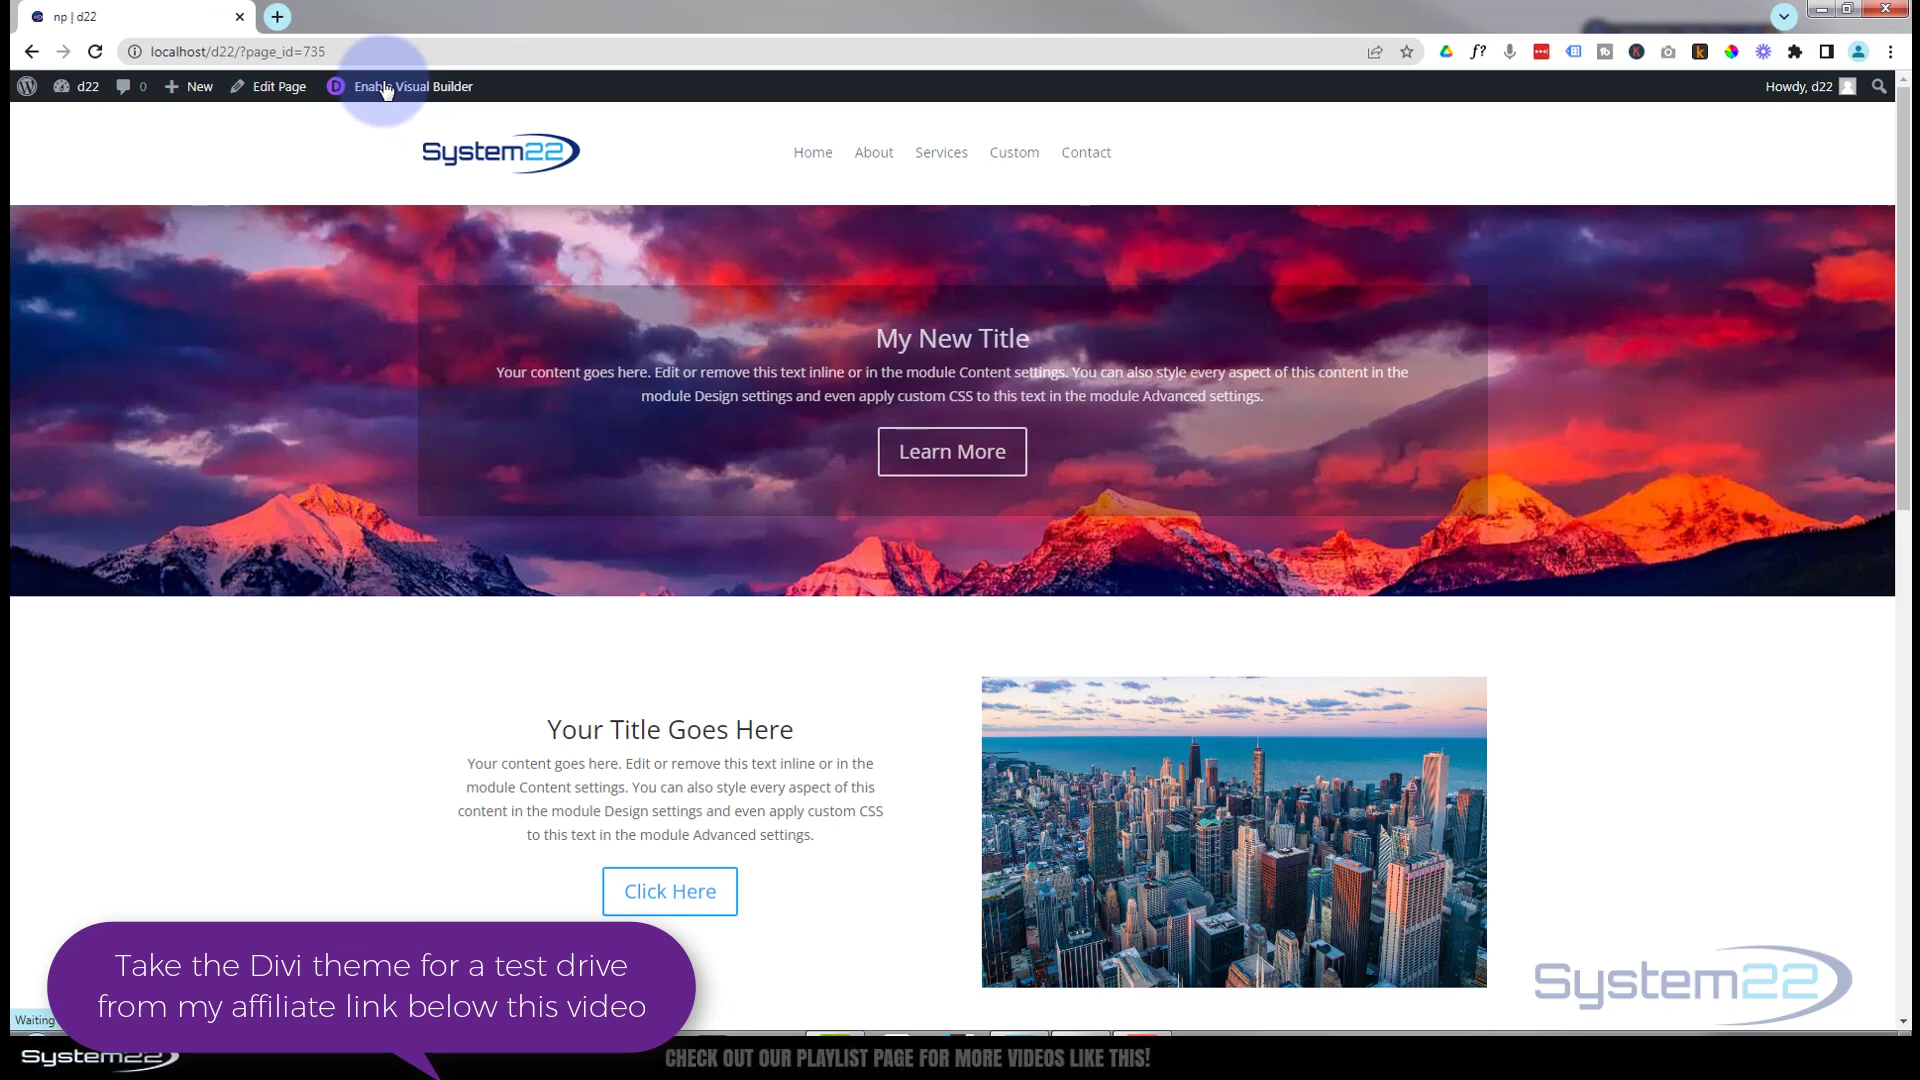 np | d22
localhost/d22/?page_id=735
d22
0
New
Edit Page
Enable Visual Builder
Howdy, d22
System22
Home
About
Services
Custom
Contact
My New Title
Your content goes here. Edit or remove this text inline or in the module Content settings. You can also style every aspect of this content in the
module Design settings and even apply custom CSS to this text in the module Advanced settings.
Learn More
Your Title Goes Here
Your content goes here. Edit or remove this text inline or in the
module Content settings. You can also style every aspect of this
content in the module Design settings and even apply custom CSS
to this text in the module Advanced settings.
Click Here
Take the Divi theme for a test drive
from my affiliate link below this video
System22
Waiting
System22
CHECK OUT OUR PLAYLIST PAGE FOR MORE VIDEOS LIKE THIS!